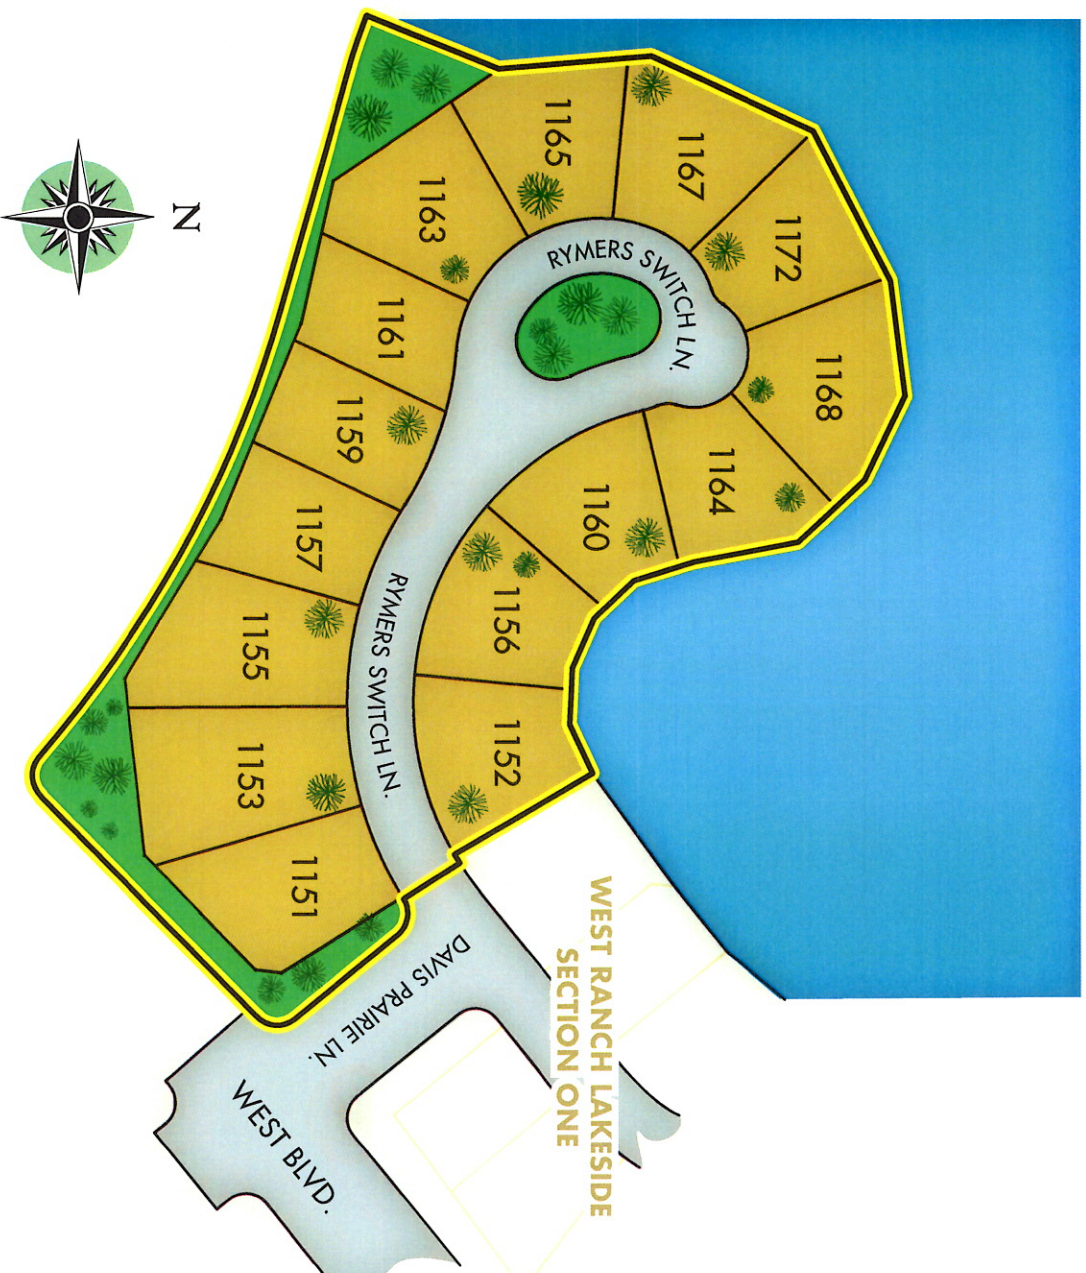 N
1165
1167
1172
1168
1164
1160
1156
1152
1163
1161
1159
1157
1155
1153
1151
RYMERS SWITCH LN.
RYMERS SWITCH LN.
DAVIS PRAIRIE LN.
WEST BLVD.
WEST RANCH LAKESIDE
SECTION ONE